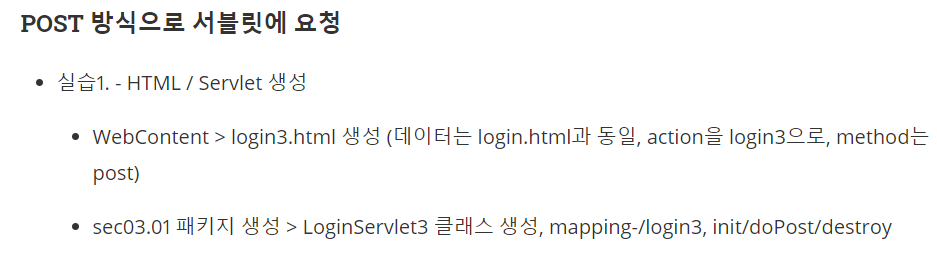 POST 방식으로 서블릿에 요청
실습1. - HTML / Servlet 생성
WebContent > login3.html 생성 (데이터는 login.html과 동일, action을 login3으로, method는
post)
sec03.01 패키지 생성 > LoginServlet3 클래스 생성, mapping-/login3, init/doPost/destroy